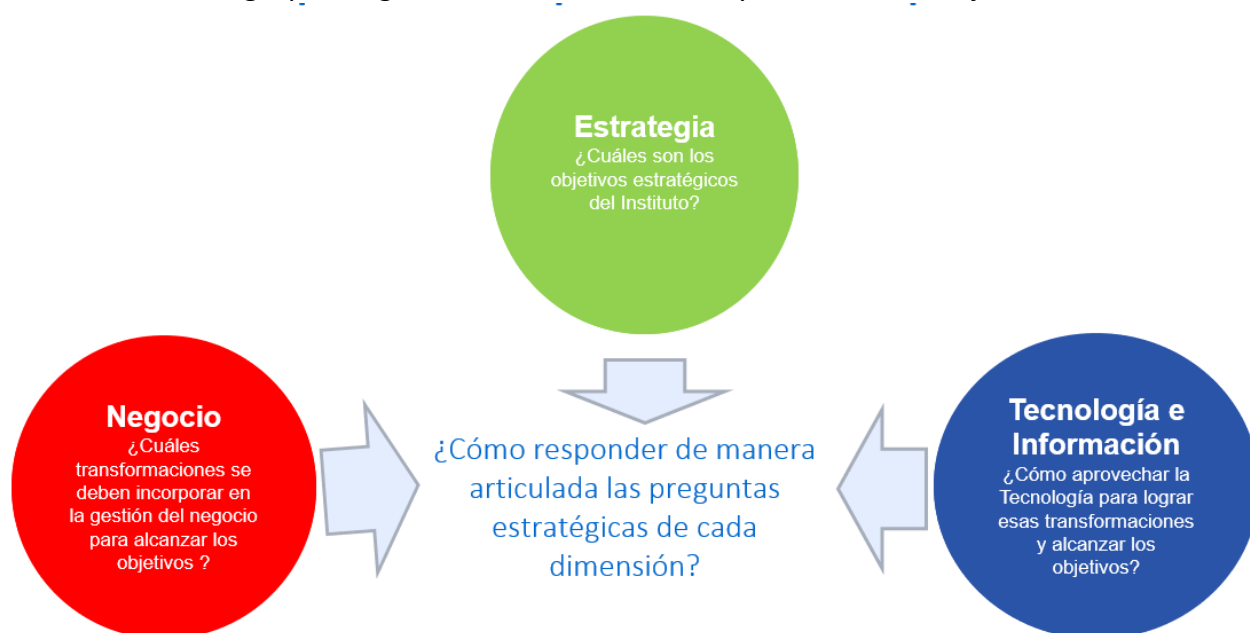 Estrategia
¿Cuáles son los
objetivos estratégicos
del Instituto?
Negocio
¿Cuáles
transformaciones se
deben incorporar en
la gestión del negocio
para alcanzar los
objetivos ?
¿Cómo responder de manera
articulada las preguntas
estratégicas de cada
dimensión?
Tecnología e
Información
¿Cómo aprovechar la
Tecnología para lograr
esas transformaciones
y alcanzar los
objetivos?